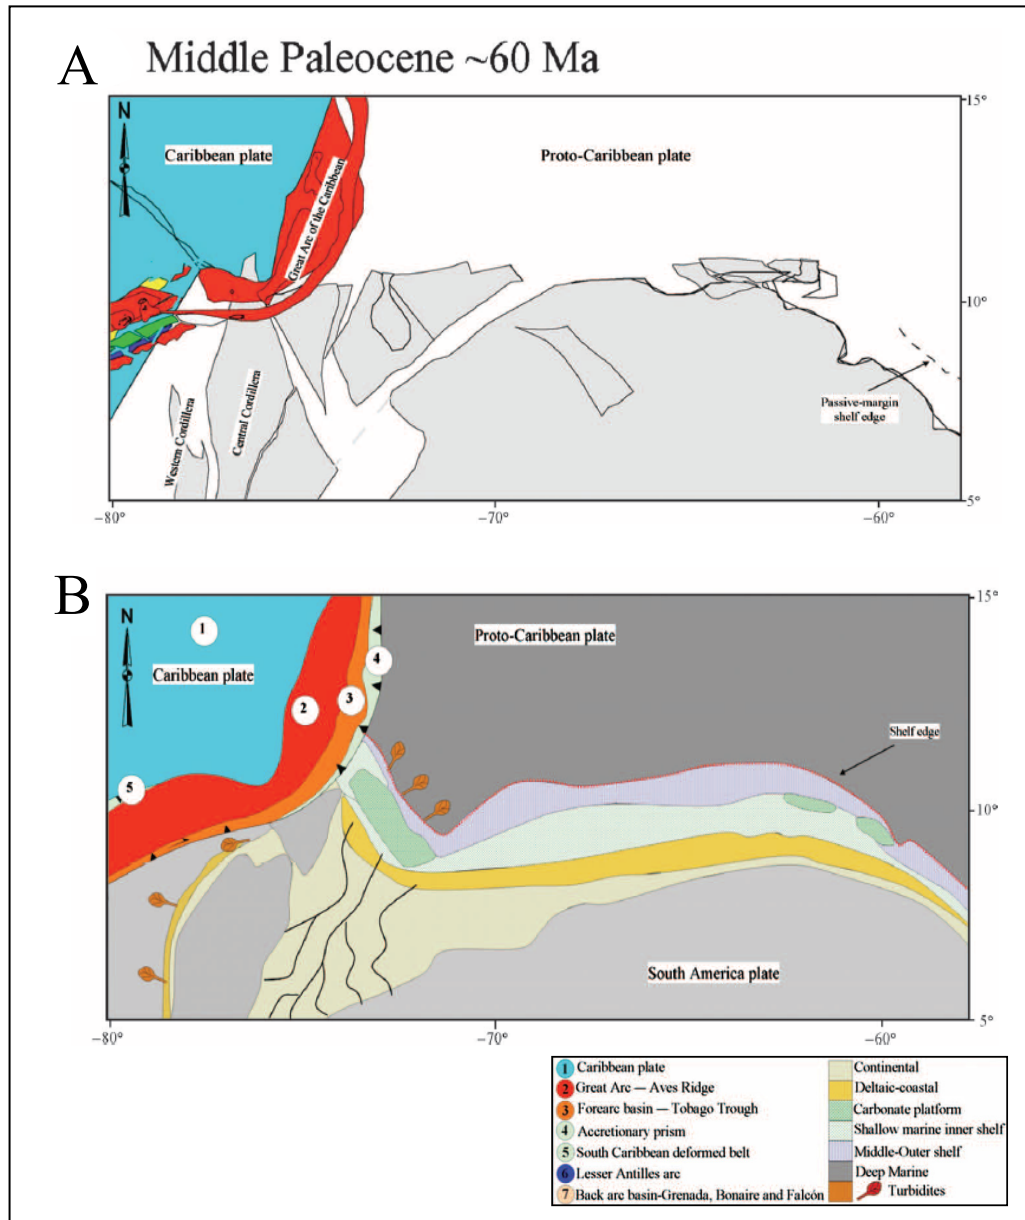 A Middle Paleocene ~60 Ma
15°
N
Caribbean plate
Proto-Caribbean plate
Great Arc of the Caribbean
10°
Western Cordillera
Central Cordillera
Passive-margin
shelf edge
5°
−80°
−70°
−60°
B
15°
N
1
Proto-Caribbean plate
4
Caribbean plate
3
2
Shelf edge
5
10°
South America plate
5°
−80°
−70°
−60°
1 Caribbean plate
2 Great Arc — Aves Ridge
3 Forearc basin — Tobago Trough
4 Accretionary prism
5 South Caribbean deformed belt
6 Lesser Antilles arc
7 Back arc basin-Grenada, Bonaire and Falcón
Continental
Deltaic-coastal
Carbonate platform
Shallow marine inner shelf
Middle-Outer shelf
Deep Marine
Turbidites